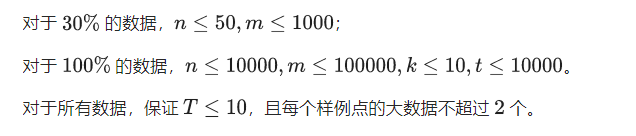 对于 30% 的数据，n ≤ 50, m ≤ 1000；
对于 100% 的数据，n ≤ 10000, m ≤ 100000, k ≤ 10, t ≤ 10000。
对于所有数据，保证 T ≤ 10，且每个样例点的大数据不超过 2 个。